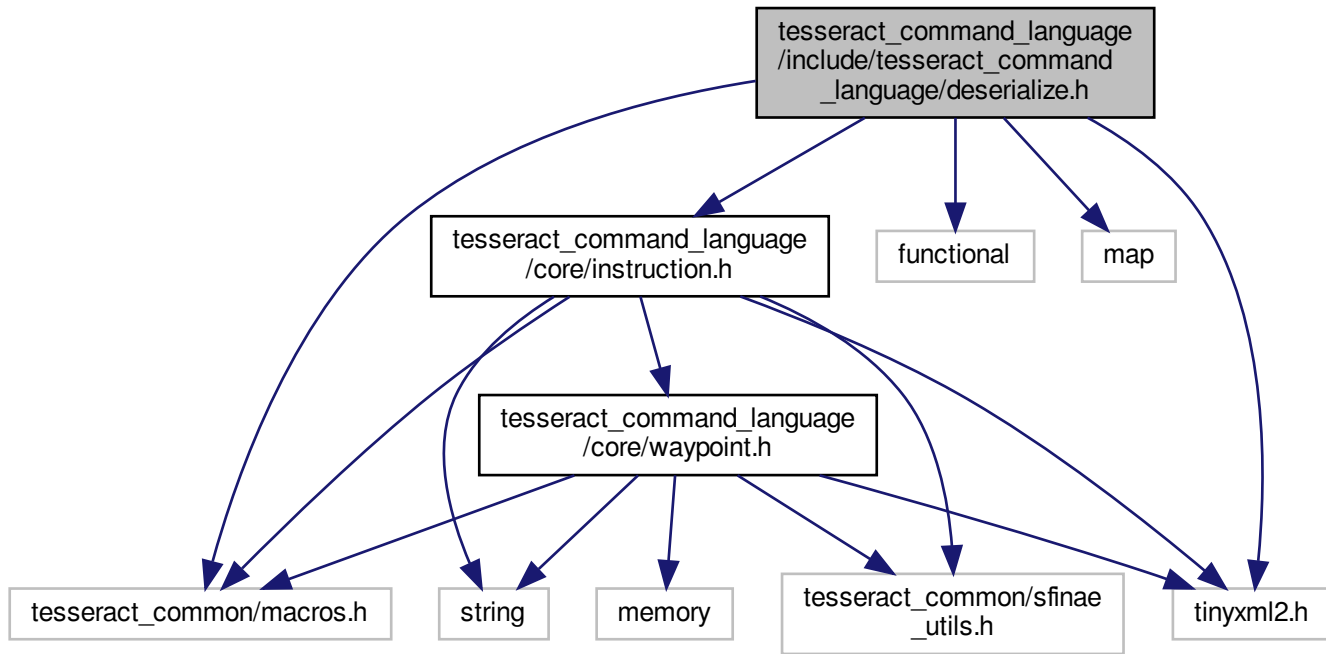 tesseract_command_language
/include/tesseract_command
_language/deserialize.h
tesseract_command_language
/core/instruction.h
functional
map
tesseract_command_language
/core/waypoint.h
tesseract_common/macros.h
string
memory
tesseract_common/sfinae
_utils.h
tinyxml2.h